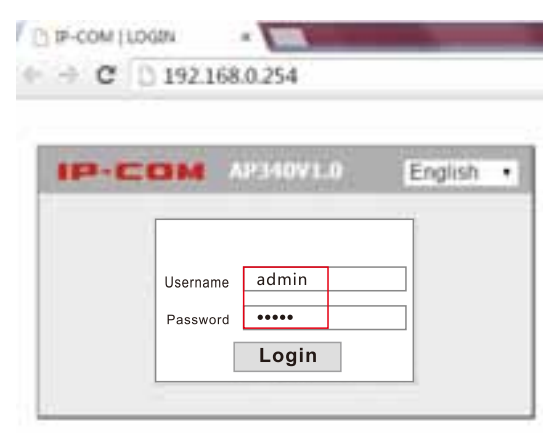 IP-COM | LOGIN
192.168.0.254
IP-COM AP340V1.0 English
Username admin
Password •••••
Login